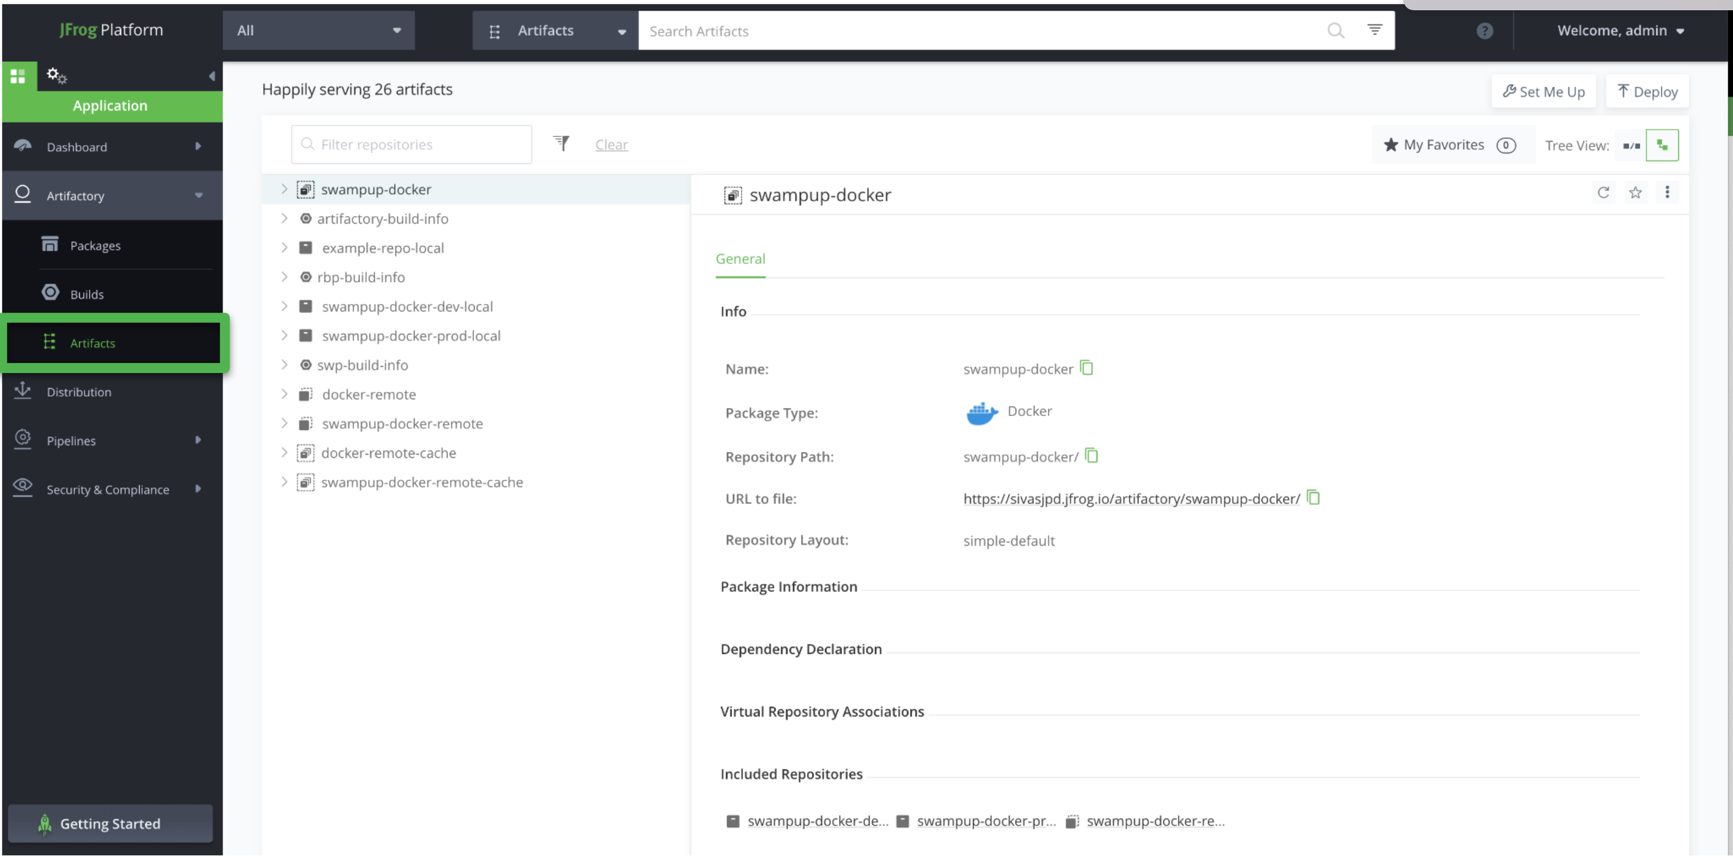 JFrog Platform
All
Artifacts
Search Artifacts
?
Welcome, admin
Application
Dashboard
Artifactory
Packages
Builds
Artifacts
Distribution
Pipelines
Security & Compliance
Getting Started
Happily serving 26 artifacts
Set Me Up
Deploy
Filter repositories
Clear
My Favorites 0
Tree View:
swampup-docker
artifactory-build-info
example-repo-local
rbp-build-info
swampup-docker-dev-local
swampup-docker-prod-local
swp-build-info
docker-remote
swampup-docker-remote
docker-remote-cache
swampup-docker-remote-cache
swampup-docker
General
Info
Name: swampup-docker
Package Type: Docker
Repository Path: swampup-docker/
URL to file: https://sivasjpd.jfrog.io/artifactory/swampup-docker/
Repository Layout: simple-default
Package Information
Dependency Declaration
Virtual Repository Associations
Included Repositories
swampup-docker-de... swampup-docker-pr... swampup-docker-re...